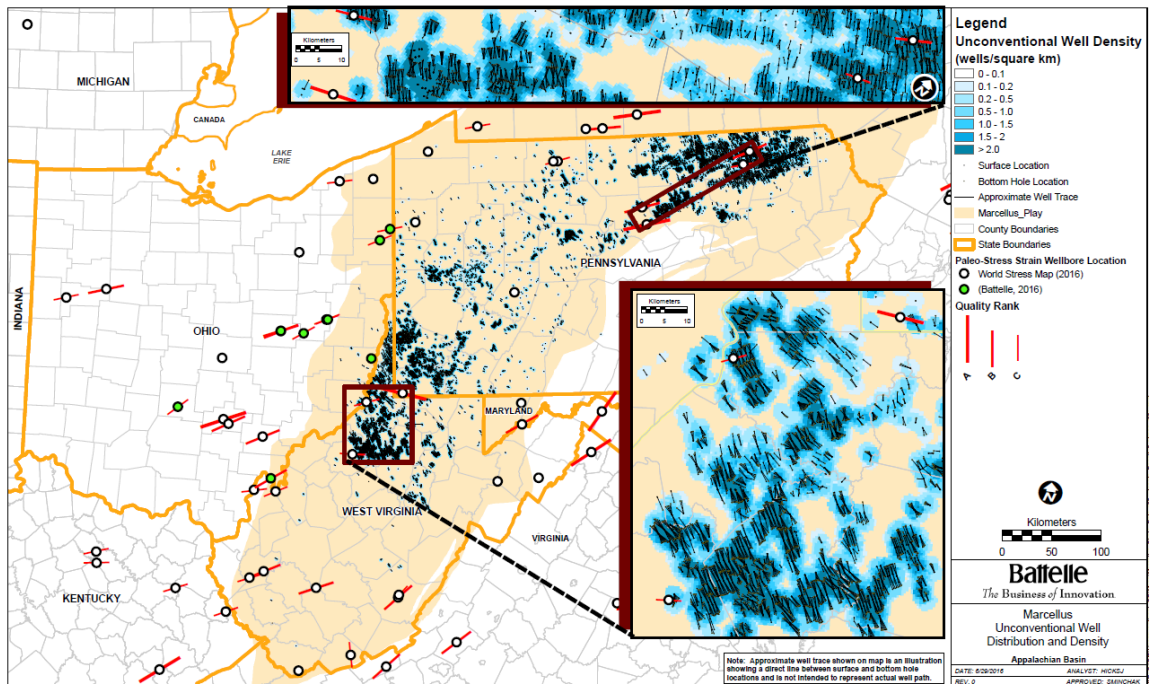 Kilometers
0 5 10
MICHIGAN
CANADA
LAKE
ERIE
PENNSYLVANIA
INDIANA
OHIO
MARYLAND
WEST VIRGINIA
VIRGINIA
KENTUCKY
Kilometers
0 5 10
Note: Approximate well trace shown on map is an illustration
showing a direct line between surface and bottom hole
locations and is not intended to represent actual well path.
Legend
Unconventional Well Density
(wells/square km)
0 - 0.1
0.1 - 0.2
0.2 - 0.5
0.5 - 1.0
1.0 - 1.5
1.5 - 2
> 2.0
Surface Location
Bottom Hole Location
Approximate Well Trace
Marcellus_Play
County Boundaries
State Boundaries
Paleo-Stress Strain Wellbore Location
World Stress Map (2016)
(Battelle, 2016)
Quality Rank
A B C
N
Kilometers
0 50 100
Battelle
The Business of Innovation
Marcellus
Unconventional Well
Distribution and Density
Appalachian Basin
DATE: 6/29/2016 ANALYST: HICKSJ
REV. 0 APPROVED: SMINCHAK